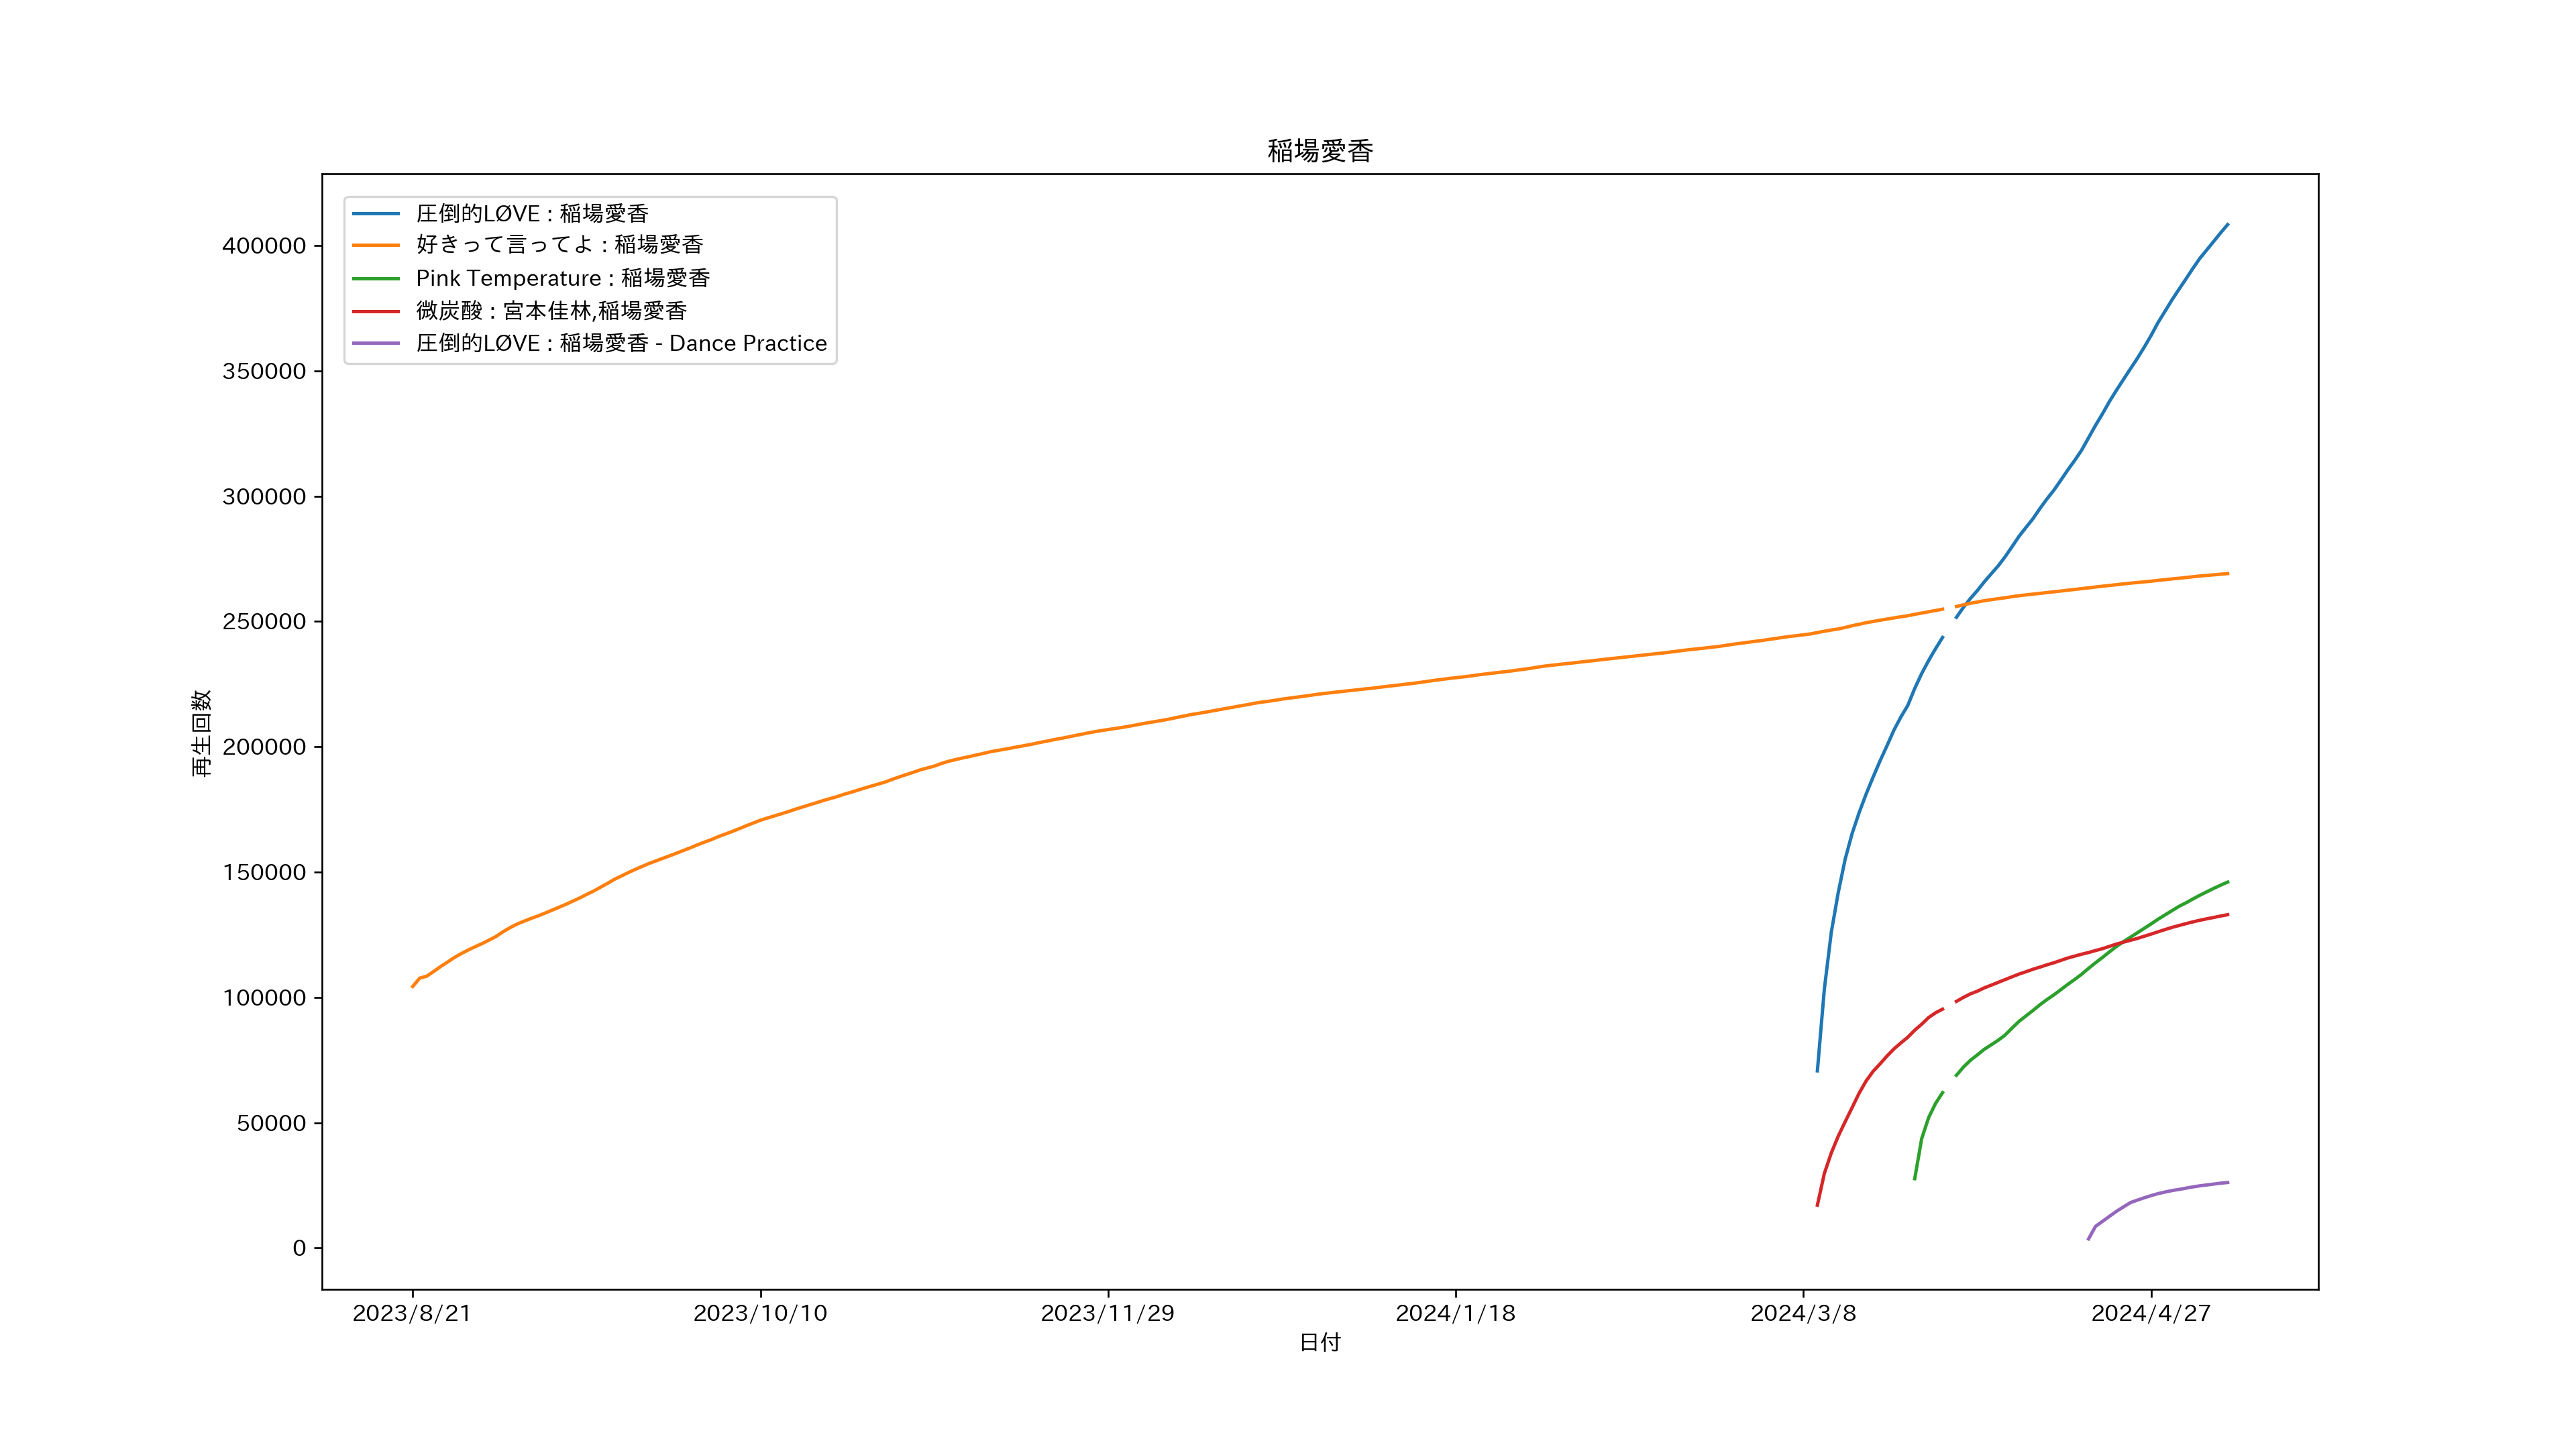 稲場愛香
圧倒的LØVE : 稲場愛香
好きって言ってよ : 稲場愛香
Pink Temperature : 稲場愛香
微炭酸 : 宮本佳林,稲場愛香
圧倒的LØVE : 稲場愛香 - Dance Practice
400000
350000
300000
250000
200000
150000
100000
50000
0
再生回数
2023/8/21
2023/10/10
2023/11/29
2024/1/18
2024/3/8
2024/4/27
日付